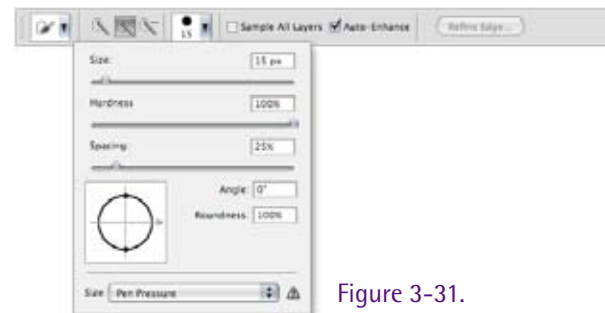 15 Sample All Layers Auto-Enhance Refine Edge...
Size: 15 px
Hardness 100%
Spacing: 25%
Angle: 0°
Roundness: 100%
Size: Pen Pressure
Figure 3-31.